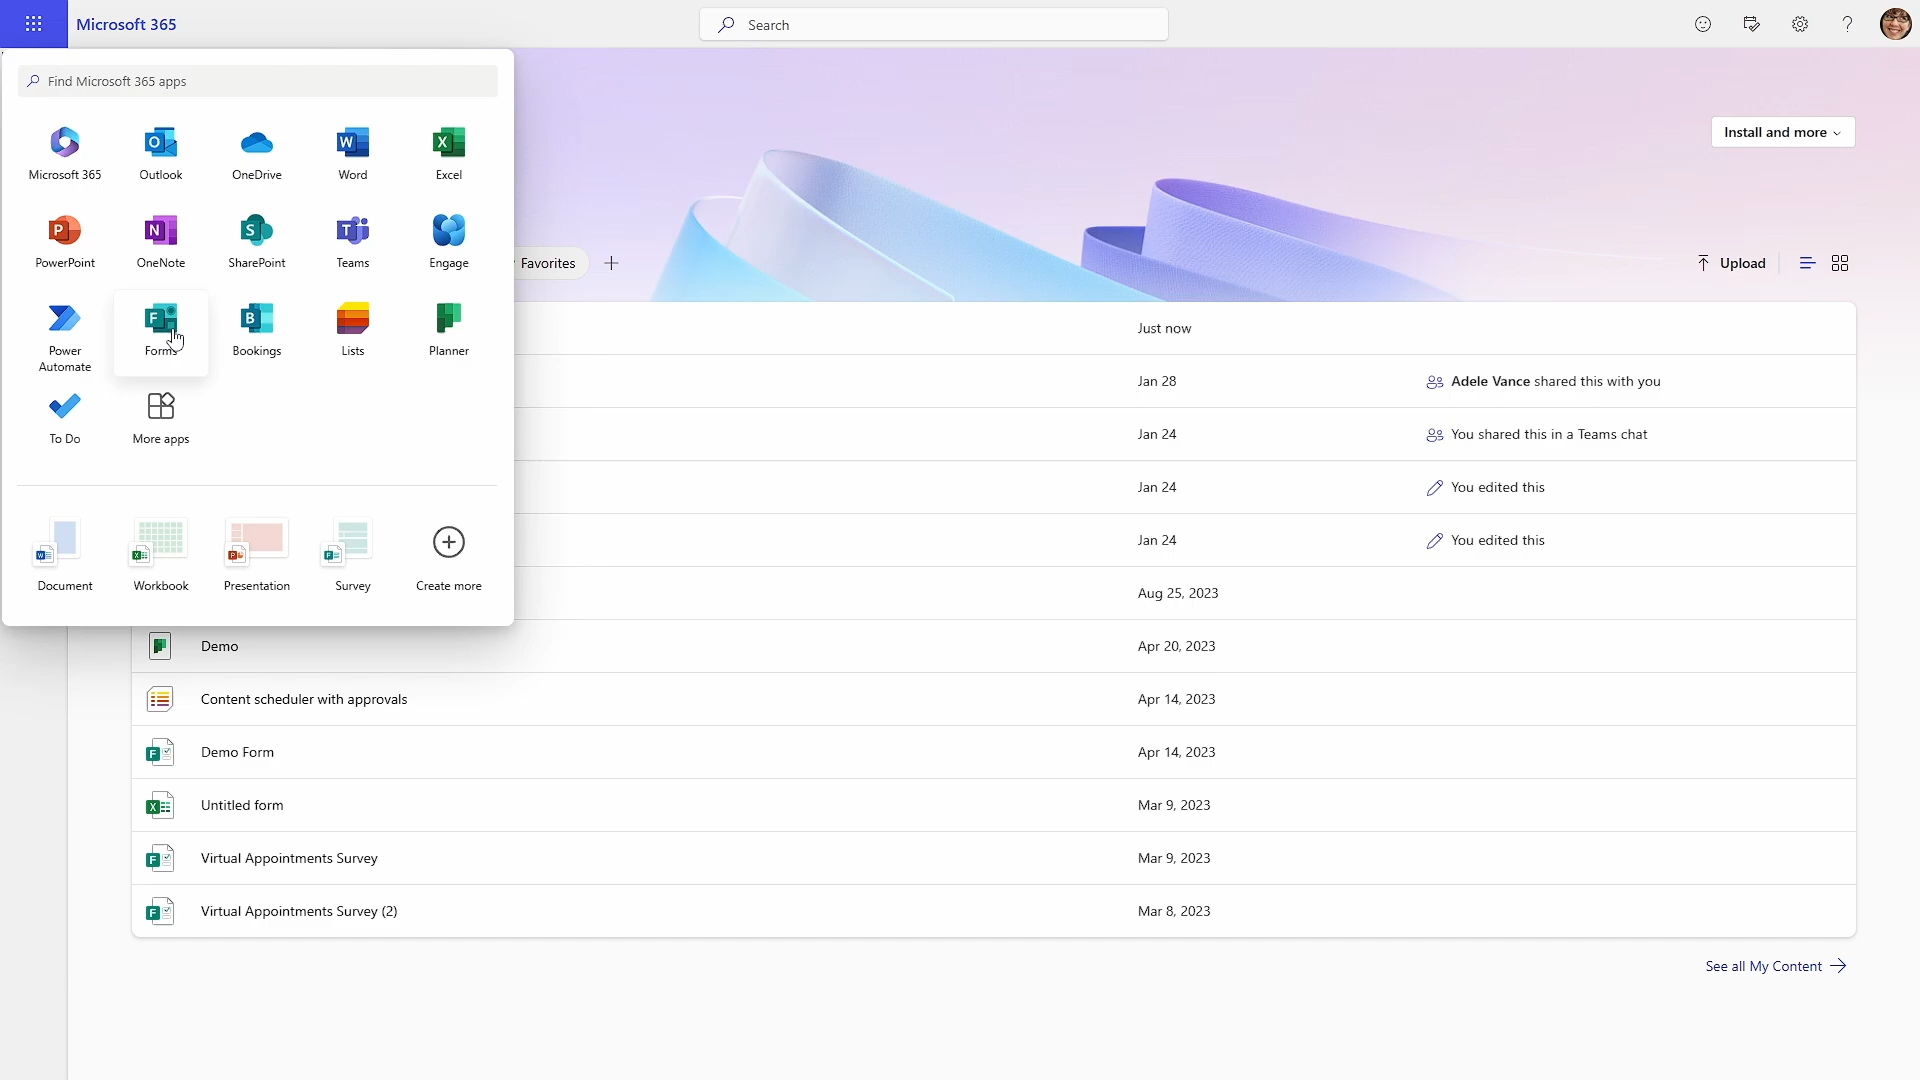 Microsoft 365
Search
Find Microsoft 365 apps
Install and more
Microsoft 365
Outlook
OneDrive
Word
Excel
PowerPoint
OneNote
SharePoint
Teams
Engage
Favorites
Upload
Power
Automate
Forms
Bookings
Lists
Planner
Just now
Jan 28
Adele Vance shared this with you
To Do
More apps
Jan 24
You shared this in a Teams chat
Jan 24
You edited this
Jan 24
You edited this
Document
Workbook
Presentation
Survey
Create more
Aug 25, 2023
Demo
Apr 20, 2023
Content scheduler with approvals
Apr 14, 2023
Demo Form
Apr 14, 2023
Untitled form
Mar 9, 2023
Virtual Appointments Survey
Mar 9, 2023
Virtual Appointments Survey (2)
Mar 8, 2023
See all My Content